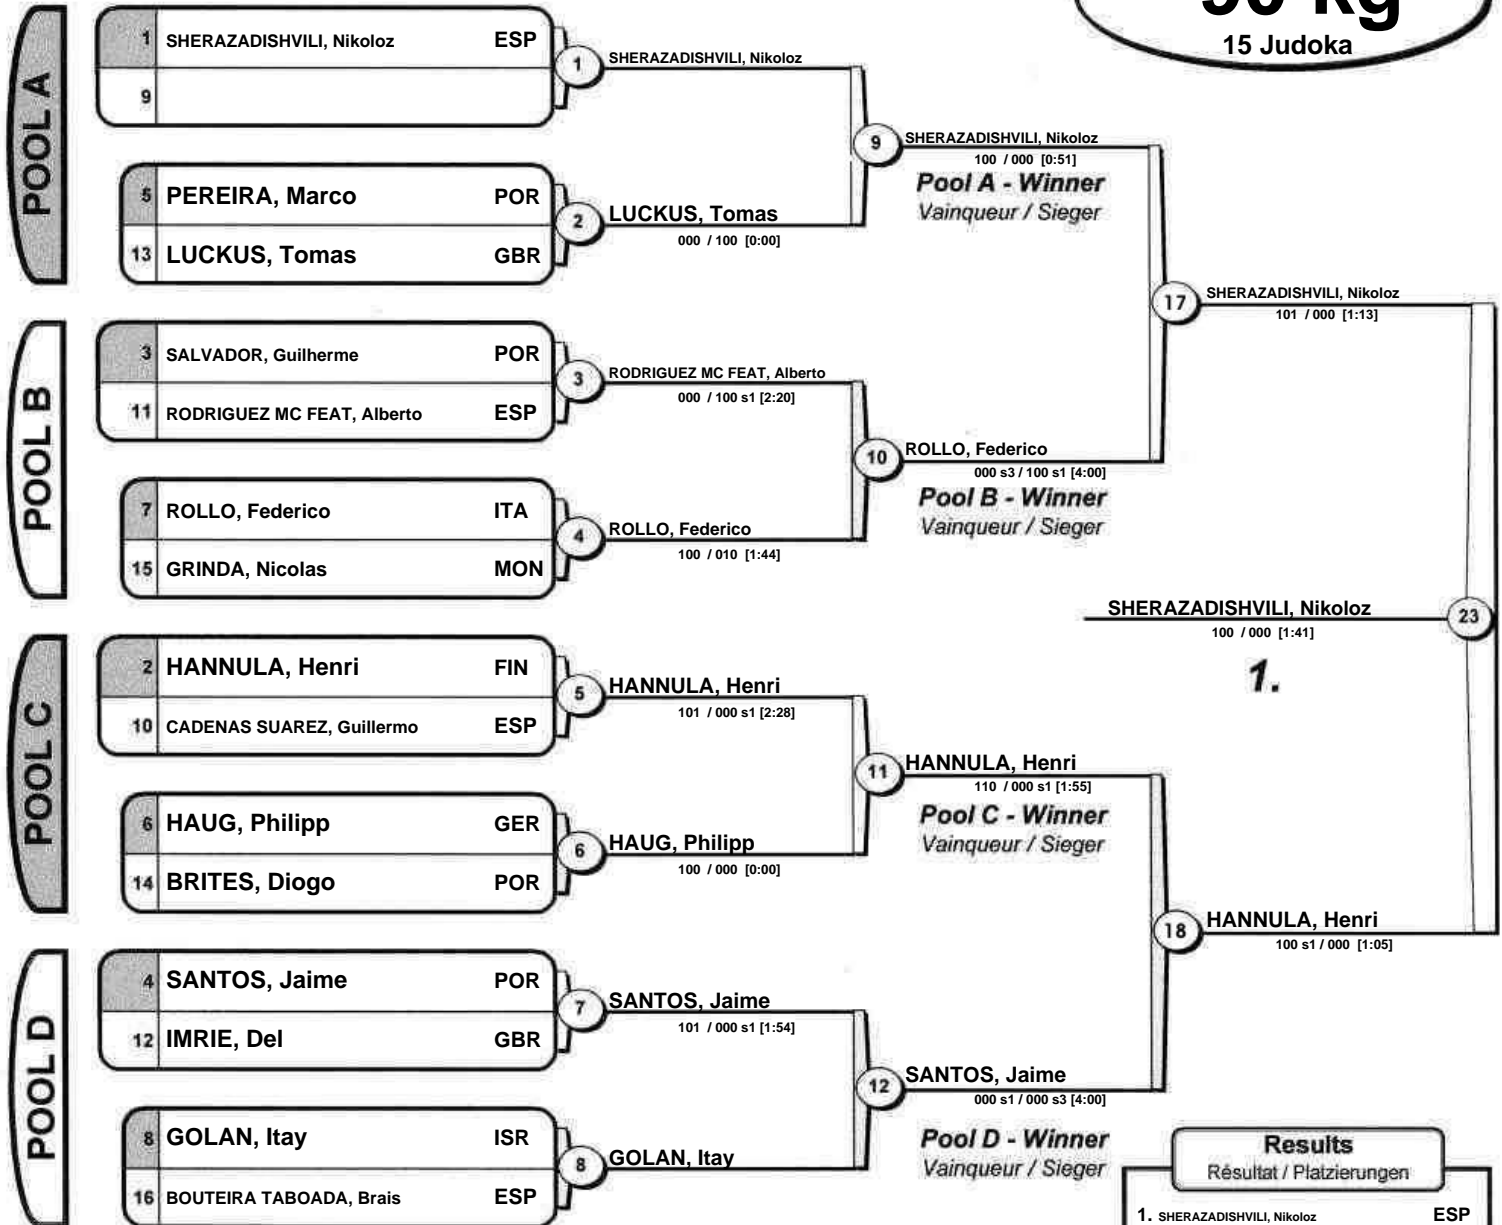 15 Judoka
POOL A
1 SHERAZADISHVILI, Nikoloz ESP
9
5 PEREIRA, Marco POR
13 LUCKUS, Tomas GBR
1 SHERAZADISHVILI, Nikoloz
2 LUCKUS, Tomas
000 / 100 [0:00]
9 SHERAZADISHVILI, Nikoloz
100 / 000 [0:51]
Pool A - Winner
Vainqueur / Sieger
POOL B
3 SALVADOR, Guilherme POR
11 RODRIGUEZ MC FEAT, Alberto ESP
7 ROLLO, Federico ITA
15 GRINDA, Nicolas MON
3 RODRIGUEZ MC FEAT, Alberto
000 / 100 s1 [2:20]
4 ROLLO, Federico
100 / 010 [1:44]
10 ROLLO, Federico
000 s3 / 100 s1 [4:00]
Pool B - Winner
Vainqueur / Sieger
17 SHERAZADISHVILI, Nikoloz
101 / 000 [1:13]
SHERAZADISHVILI, Nikoloz 23
100 / 000 [1:41]
1.
POOL C
2 HANNULA, Henri FIN
10 CADENAS SUAREZ, Guillermo ESP
6 HAUG, Philipp GER
14 BRITES, Diogo POR
5 HANNULA, Henri
101 / 000 s1 [2:28]
6 HAUG, Philipp
100 / 000 [0:00]
11 HANNULA, Henri
110 / 000 s1 [1:55]
Pool C - Winner
Vainqueur / Sieger
18 HANNULA, Henri
100 s1 / 000 [1:05]
POOL D
4 SANTOS, Jaime POR
12 IMRIE, Del GBR
8 GOLAN, Itay ISR
16 BOUTEIRA TABOADA, Brais ESP
7 SANTOS, Jaime
101 / 000 s1 [1:54]
8 GOLAN, Itay
12 SANTOS, Jaime
000 s1 / 000 s3 [4:00]
Pool D - Winner
Vainqueur / Sieger
Results
Résultat / Platzierungen
1. SHERAZADISHVILI, Nikoloz ESP